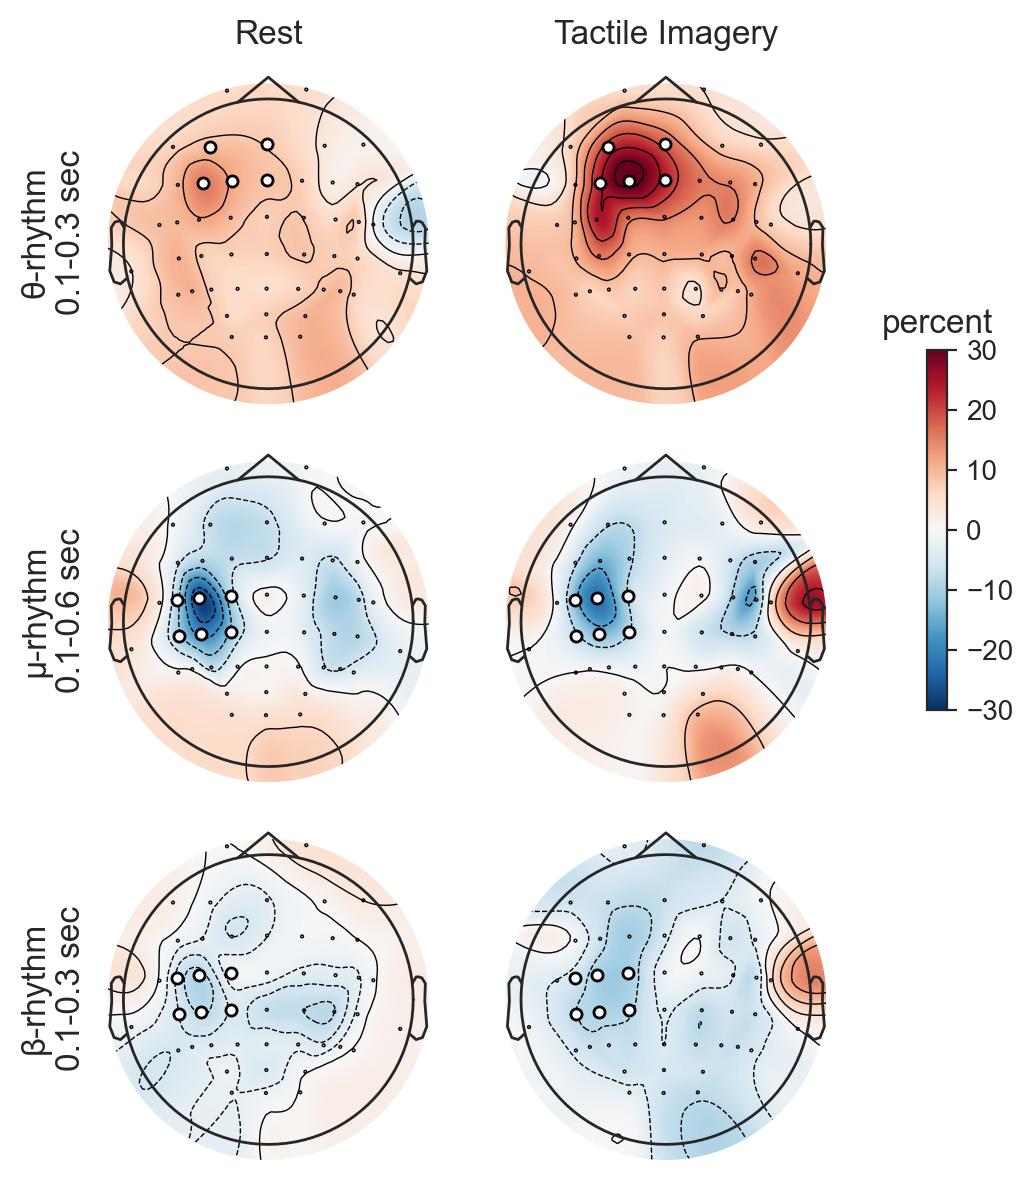 Rest
Tactile Imagery
θ-rhythm
0.1-0.3 sec
μ-rhythm
0.1-0.6 sec
β-rhythm
0.1-0.3 sec
percent
30
20
10
0
−10
−20
−30